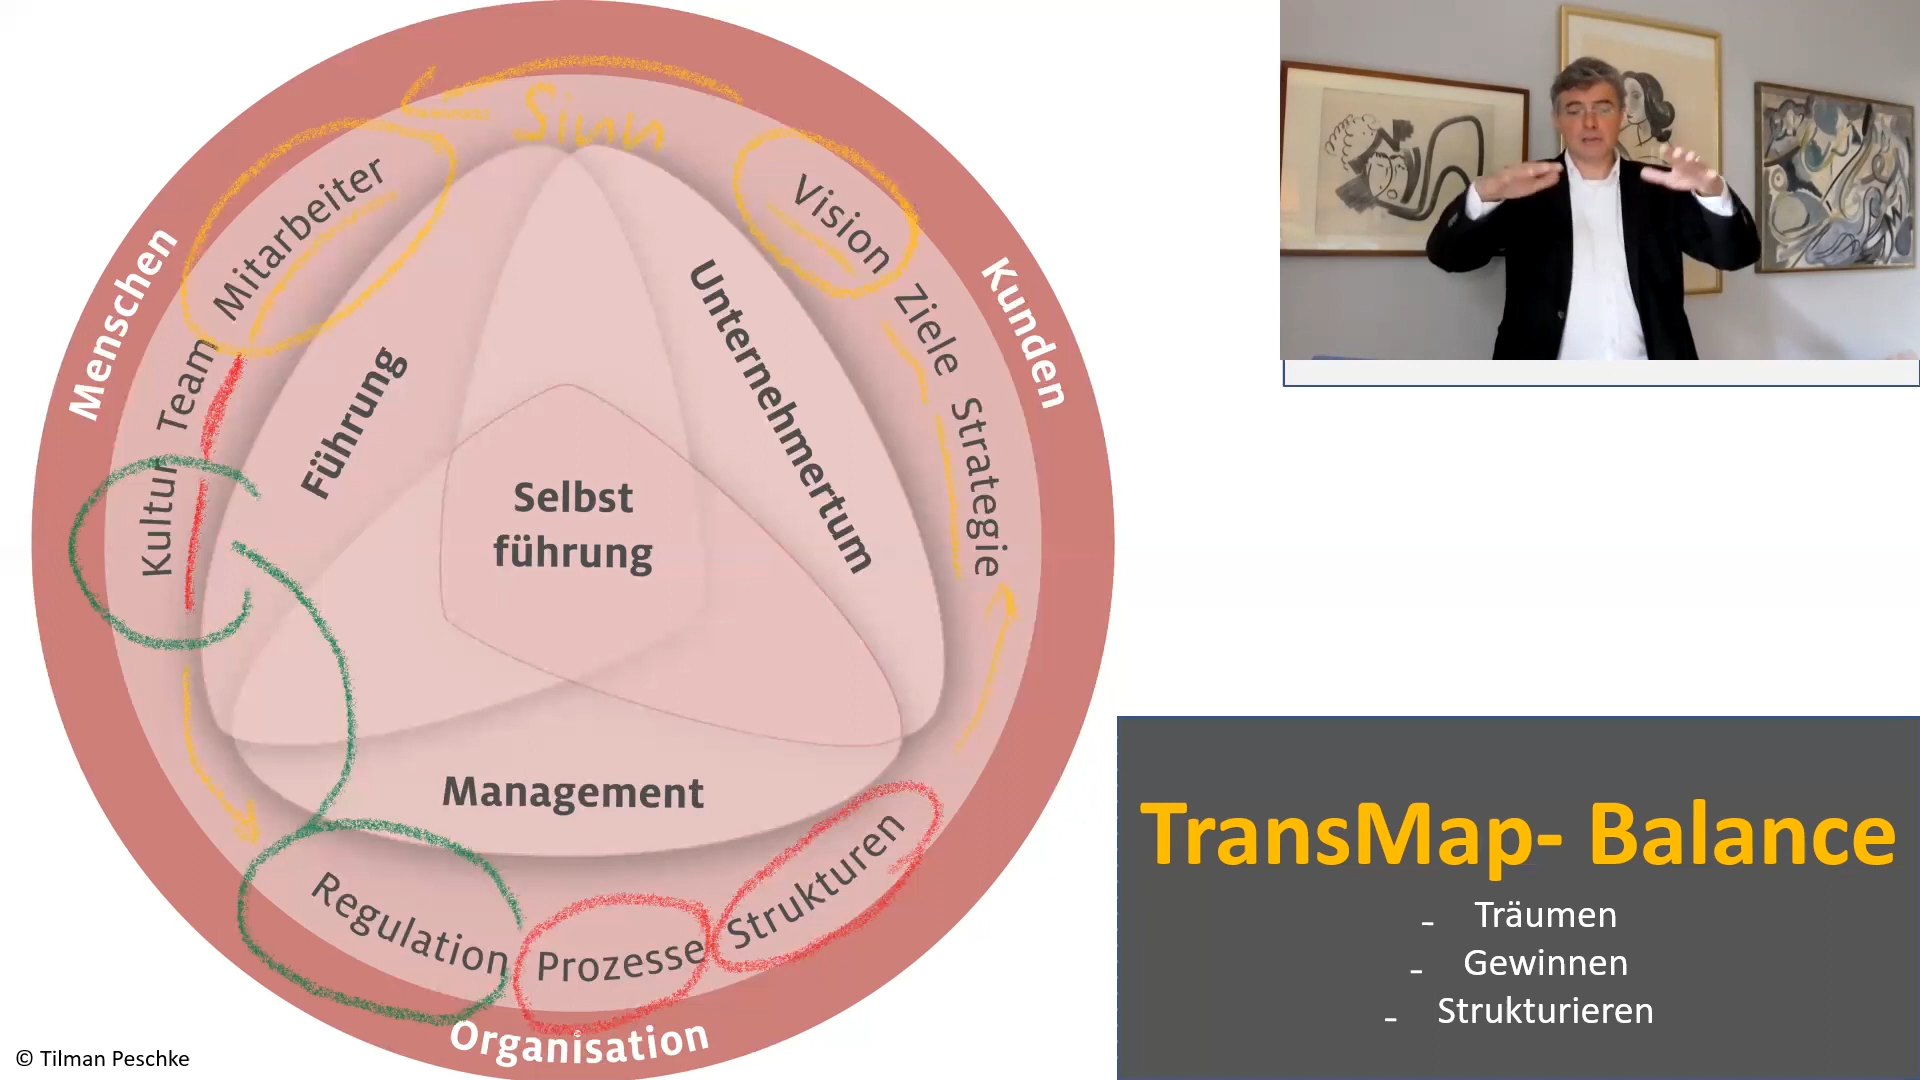 Sinn
Mitarbeiter
Vision
Menschen
Kunden
Ziele
Team
Führung
Unternehmertum
Strategie
Kultur
Selbst
führung
Management
Regulation
Prozesse
Strukturen
Organisation
TransMap- Balance
- Träumen
- Gewinnen
- Strukturieren
© Tilman Peschke